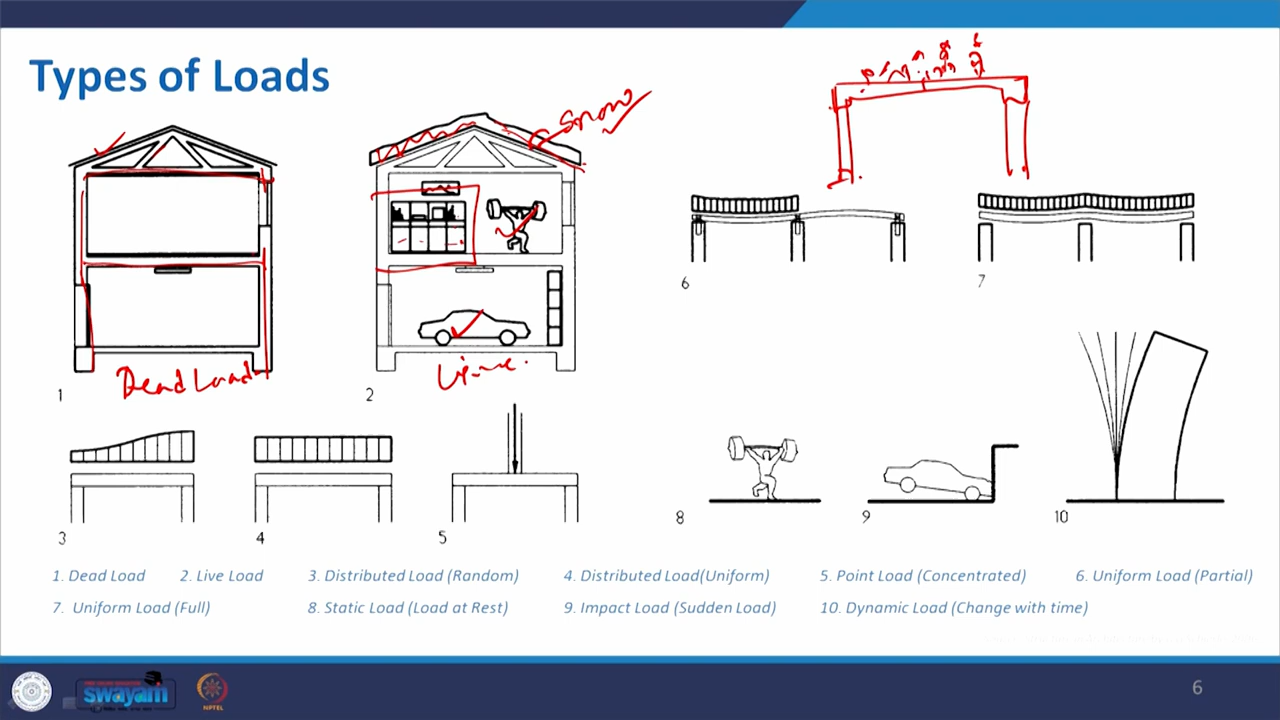 Types of Loads
Snow
Dead Load
Live
1
2
3
4
5
6
7
8
9
10
1. Dead Load 2. Live Load 3. Distributed Load (Random) 4. Distributed Load(Uniform) 5. Point Load (Concentrated) 6. Uniform Load (Partial)
7. Uniform Load (Full) 8. Static Load (Load at Rest) 9. Impact Load (Sudden Load) 10. Dynamic Load (Change with time)
swayam
NPTEL
6